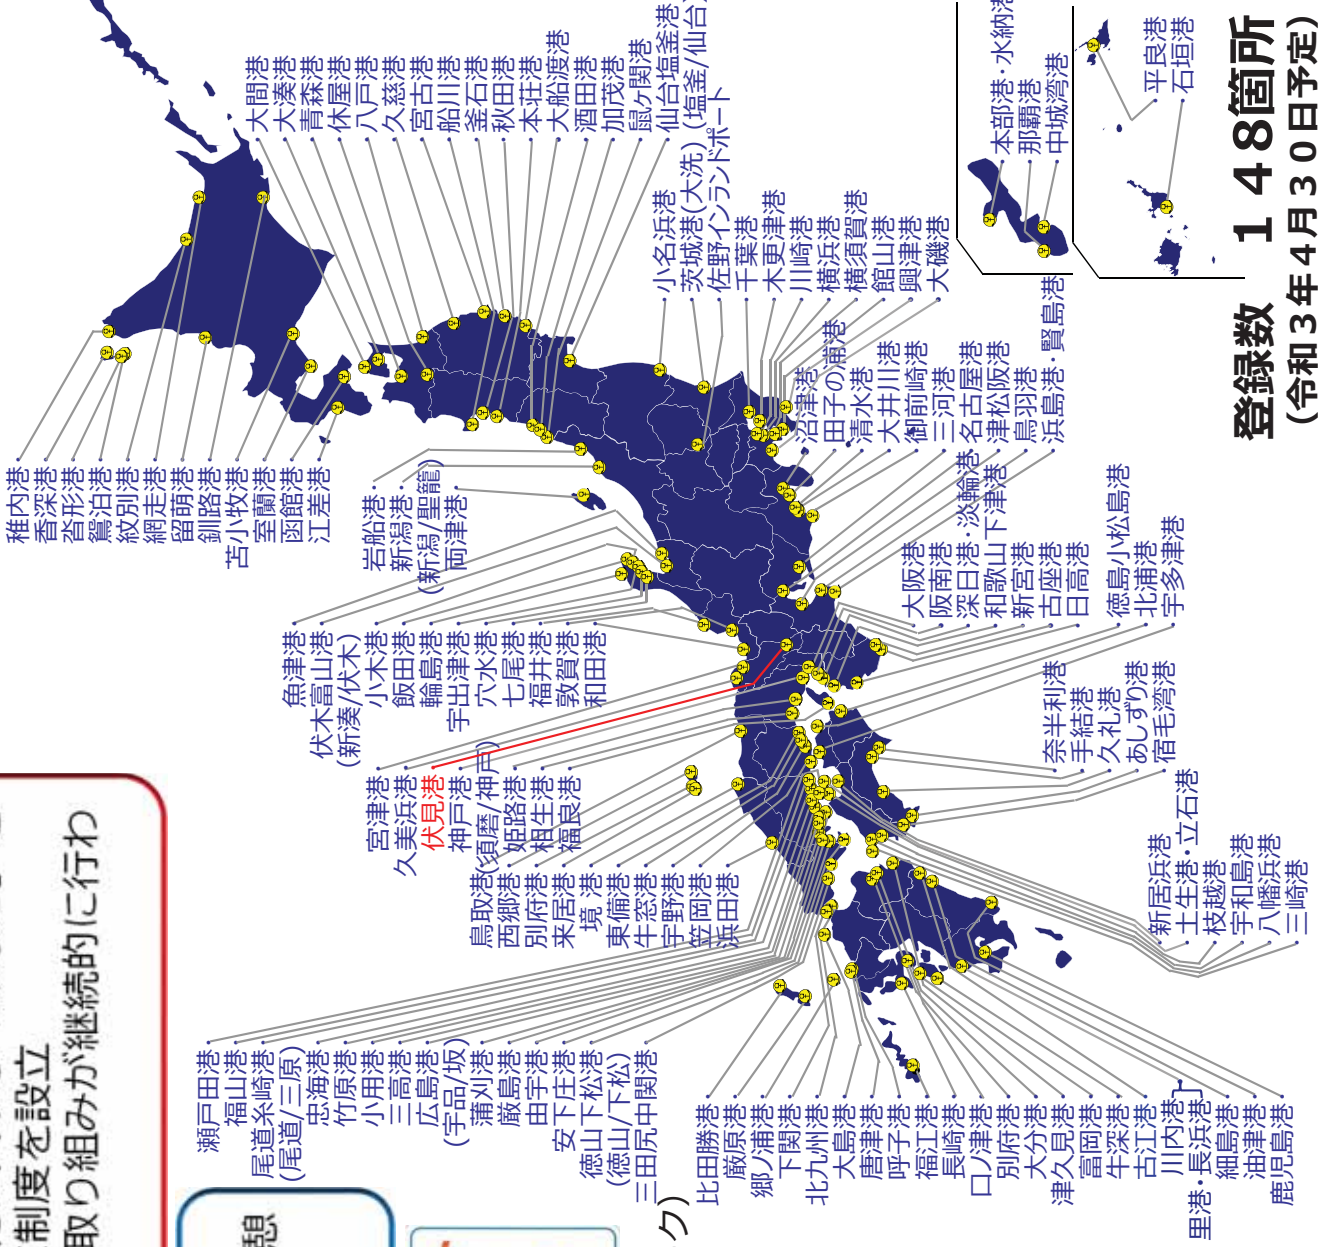 制度を設立
取り組みが継続的に行わ
憩
ク)
稚内港
香深港
沓形港
鴛泊港
紋別港
網走港
留萌港
釧路港
苫小牧港
室蘭港
函館港
江差港
大間港
大湊港
青森港
休屋港
八戸港
久慈港
宮古港
船川港
釜石港
秋田港
本荘港
大船渡港
酒田港
加茂港
鼠ヶ関港
仙台塩釜港
(塩釜/仙台)
岩船港
新潟港
(新潟/聖籠)
両津港
小名浜港
茨城港(大洗)
佐野インランドポート
千葉港
木更津港
川崎港
横浜港
横須賀港
館山港
興津港
大磯港
沼津港
田子の浦港
清水港
大井川港
御前崎港
三河港
名古屋港
津松阪港
鳥羽港
浜島港・賢島港
魚津港
伏木富山港
(新湊/伏木)
小木港
飯田港
輪島港
宇出津港
穴水港
七尾港
福井港
敦賀港
和田港
宮津港
久美浜港
伏見港
神戸港
(須磨/神戸)
姫路港
相生港
福良港
大阪港
阪南港
深日港・淡輪港
和歌山下津港
新宮港
古座港
日高港
徳島小松島港
北浦港
宇多津港
奈半利港
手結港
久礼港
あしずり港
宿毛湾港
鳥取港
西郷港
別府港
来居港
境 港
東備港
牛窓港
宇野港
笠岡港
浜田港
新居浜港
土生港・立石港
枝越港
宇和島港
八幡浜港
三崎港
瀬戸田港
福山港
尾道糸崎港
(尾道/三原)
忠海港
竹原港
小用港
三高港
広島港
(宇品/坂)
蒲刈港
厳島港
由宇港
安下庄港
徳山下松港
(徳山/下松)
三田尻中関港
比田勝港
厳原港
郷ノ浦港
下関港
北九州港
大島港
唐津港
呼子港
福江港
長崎港
口ノ津港
別府港
大分港
津久見港
富岡港
牛深港
古江港
川内港
里港・長浜港
細島港
油津港
鹿児島港
本部港・水納港
那覇港
中城湾港
平良港
石垣港
登録数 148箇所
(令和3年4月30日予定)